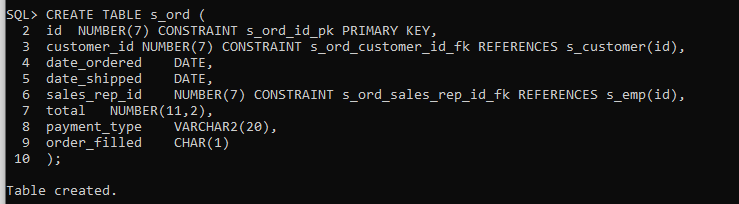 SQL> CREATE TABLE s_ord (
  2  id  NUMBER(7) CONSTRAINT s_ord_id_pk PRIMARY KEY,
  3  customer_id NUMBER(7) CONSTRAINT s_ord_customer_id_fk REFERENCES s_customer(id),
  4  date_ordered    DATE,
  5  date_shipped    DATE,
  6  sales_rep_id    NUMBER(7) CONSTRAINT s_ord_sales_rep_id_fk REFERENCES s_emp(id),
  7  total   NUMBER(11,2),
  8  payment_type    VARCHAR2(20),
  9  order_filled    CHAR(1)
 10  );
Table created.